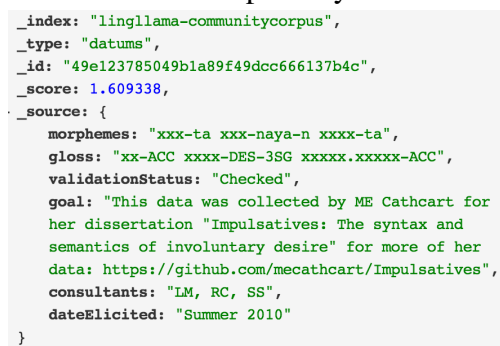 _index: "lingllama-communitycorpus",
_type: "datums",
_id: "49e123785049b1a89f49dcc666137b4c",
_score: 1.609338,
_source: {
morphemes: "xxx-ta xxx-naya-n xxxx-ta",
gloss: "xx-ACC xxxx-DES-3SG xxxxx.xxxxx-ACC",
validationStatus: "Checked",
goal: "This data was collected by ME Cathcart for
her dissertation "Impulsatives: The syntax and
semantics of involuntary desire" for more of her
data: https://github.com/mecathcart/Impulsatives",
consultants: "LM, RC, SS",
dateElicited: "Summer 2010"
}